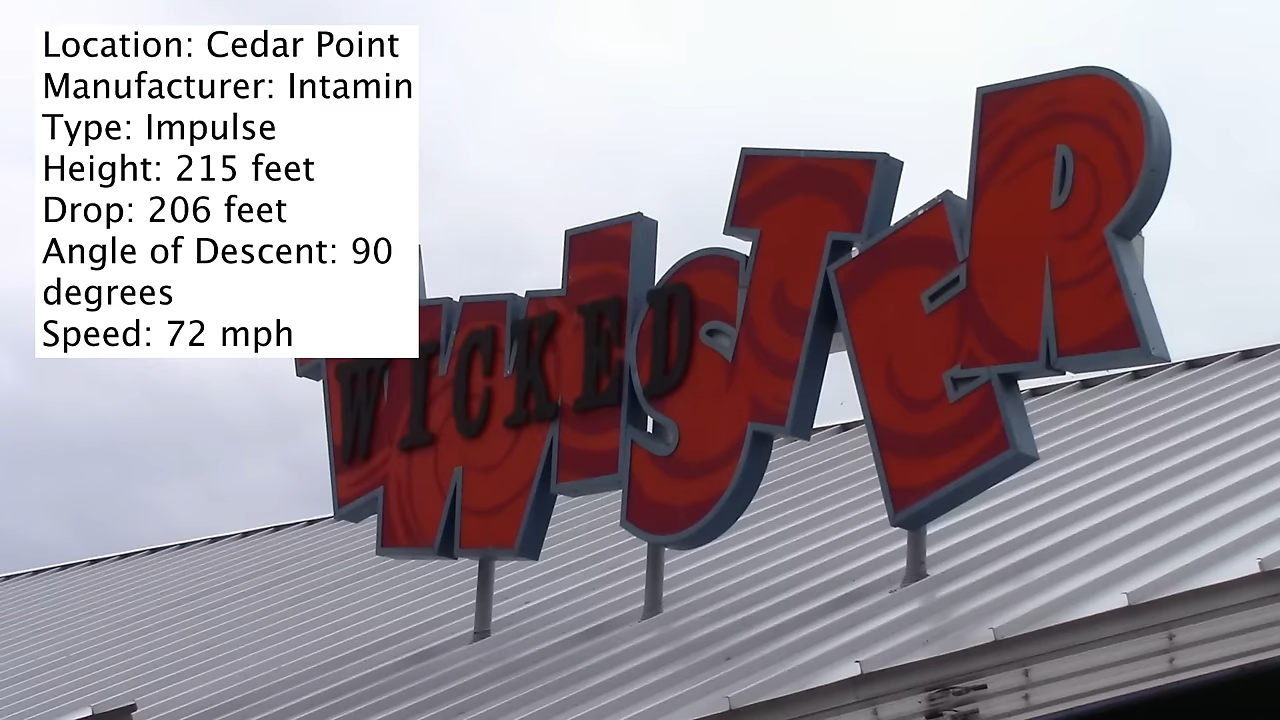 Location: Cedar Point
Manufacturer: Intamin
Type: Impulse
Height: 215 feet
Drop: 206 feet
Angle of Descent: 90
degrees
Speed: 72 mph
WICKED
TWISTER